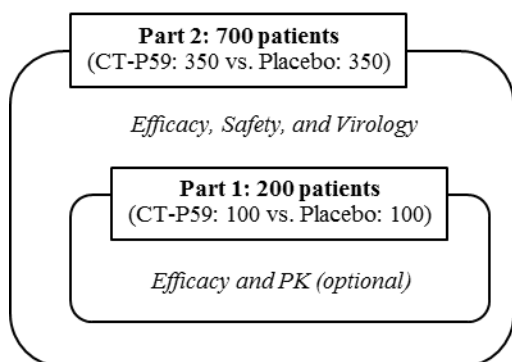 Part 2: 700 patients
(CT-P59: 350 vs. Placebo: 350)
Efficacy, Safety, and Virology
Part 1: 200 patients
(CT-P59: 100 vs. Placebo: 100)
Efficacy and PK (optional)